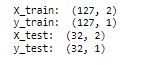 X_train:  (127, 2)
y_train:  (127, 1)
X_test:  (32, 2)
y_test:  (32, 1)